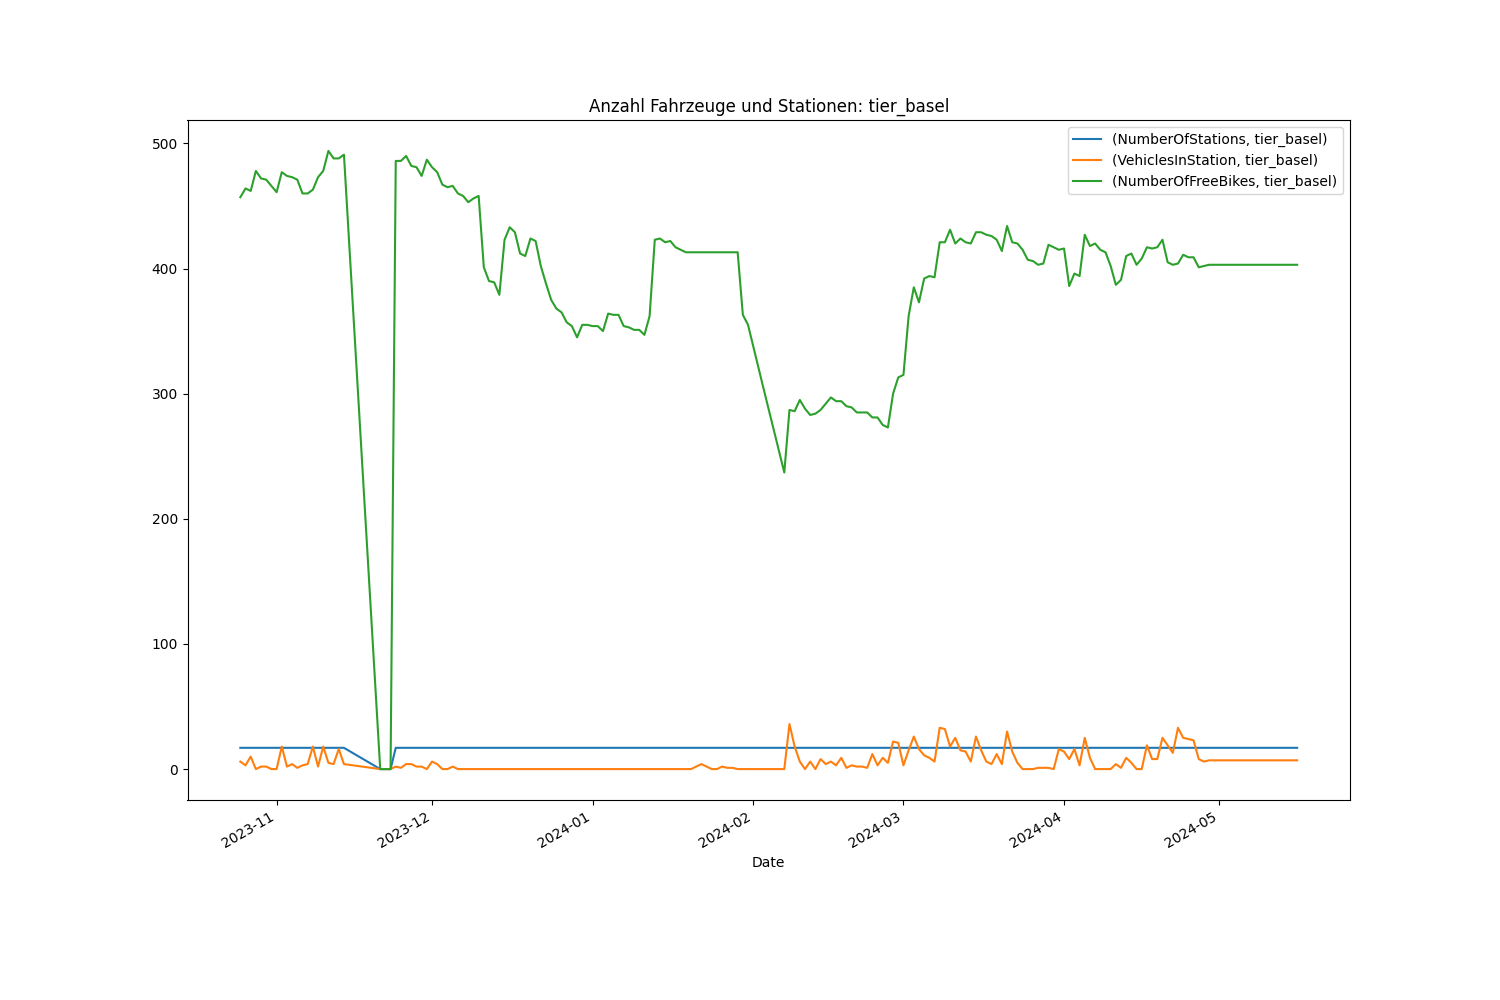 Anzahl Fahrzeuge und Stationen: tier_basel
(NumberOfStations, tier_basel)
(VehiclesInStation, tier_basel)
(NumberOfFreeBikes, tier_basel)
500
400
300
200
100
0
2023-11
2023-12
2024-01
2024-02
2024-03
2024-04
2024-05
Date